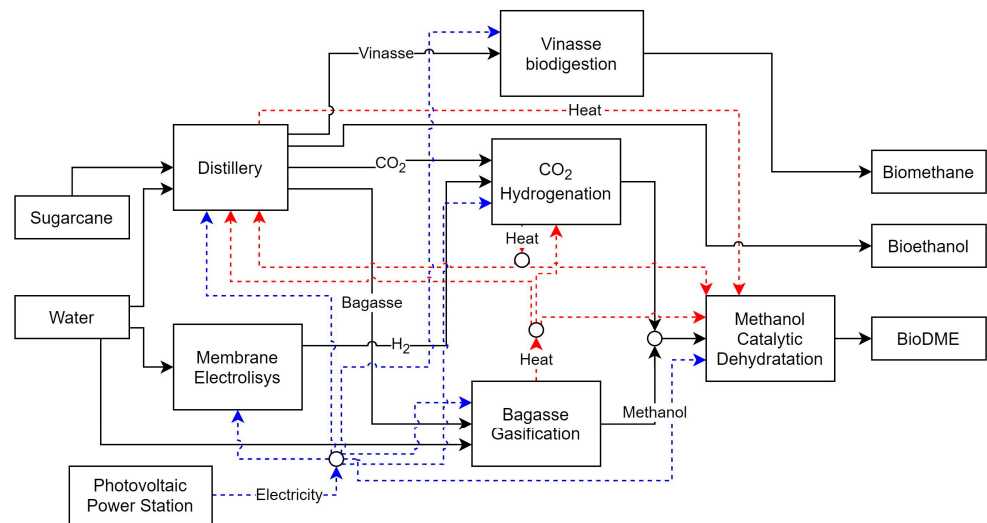 Vinasse
biodigestion
Vinasse
Heat
Distillery
CO₂
CO₂
Hydrogenation
Biomethane
Sugarcane
Heat
Bioethanol
Bagasse
Water
Membrane
Electrolisys
H₂
Heat
Methanol
Catalytic
Dehydratation
BioDME
Bagasse
Gasification
Methanol
Photovoltaic
Power Station
Electricity